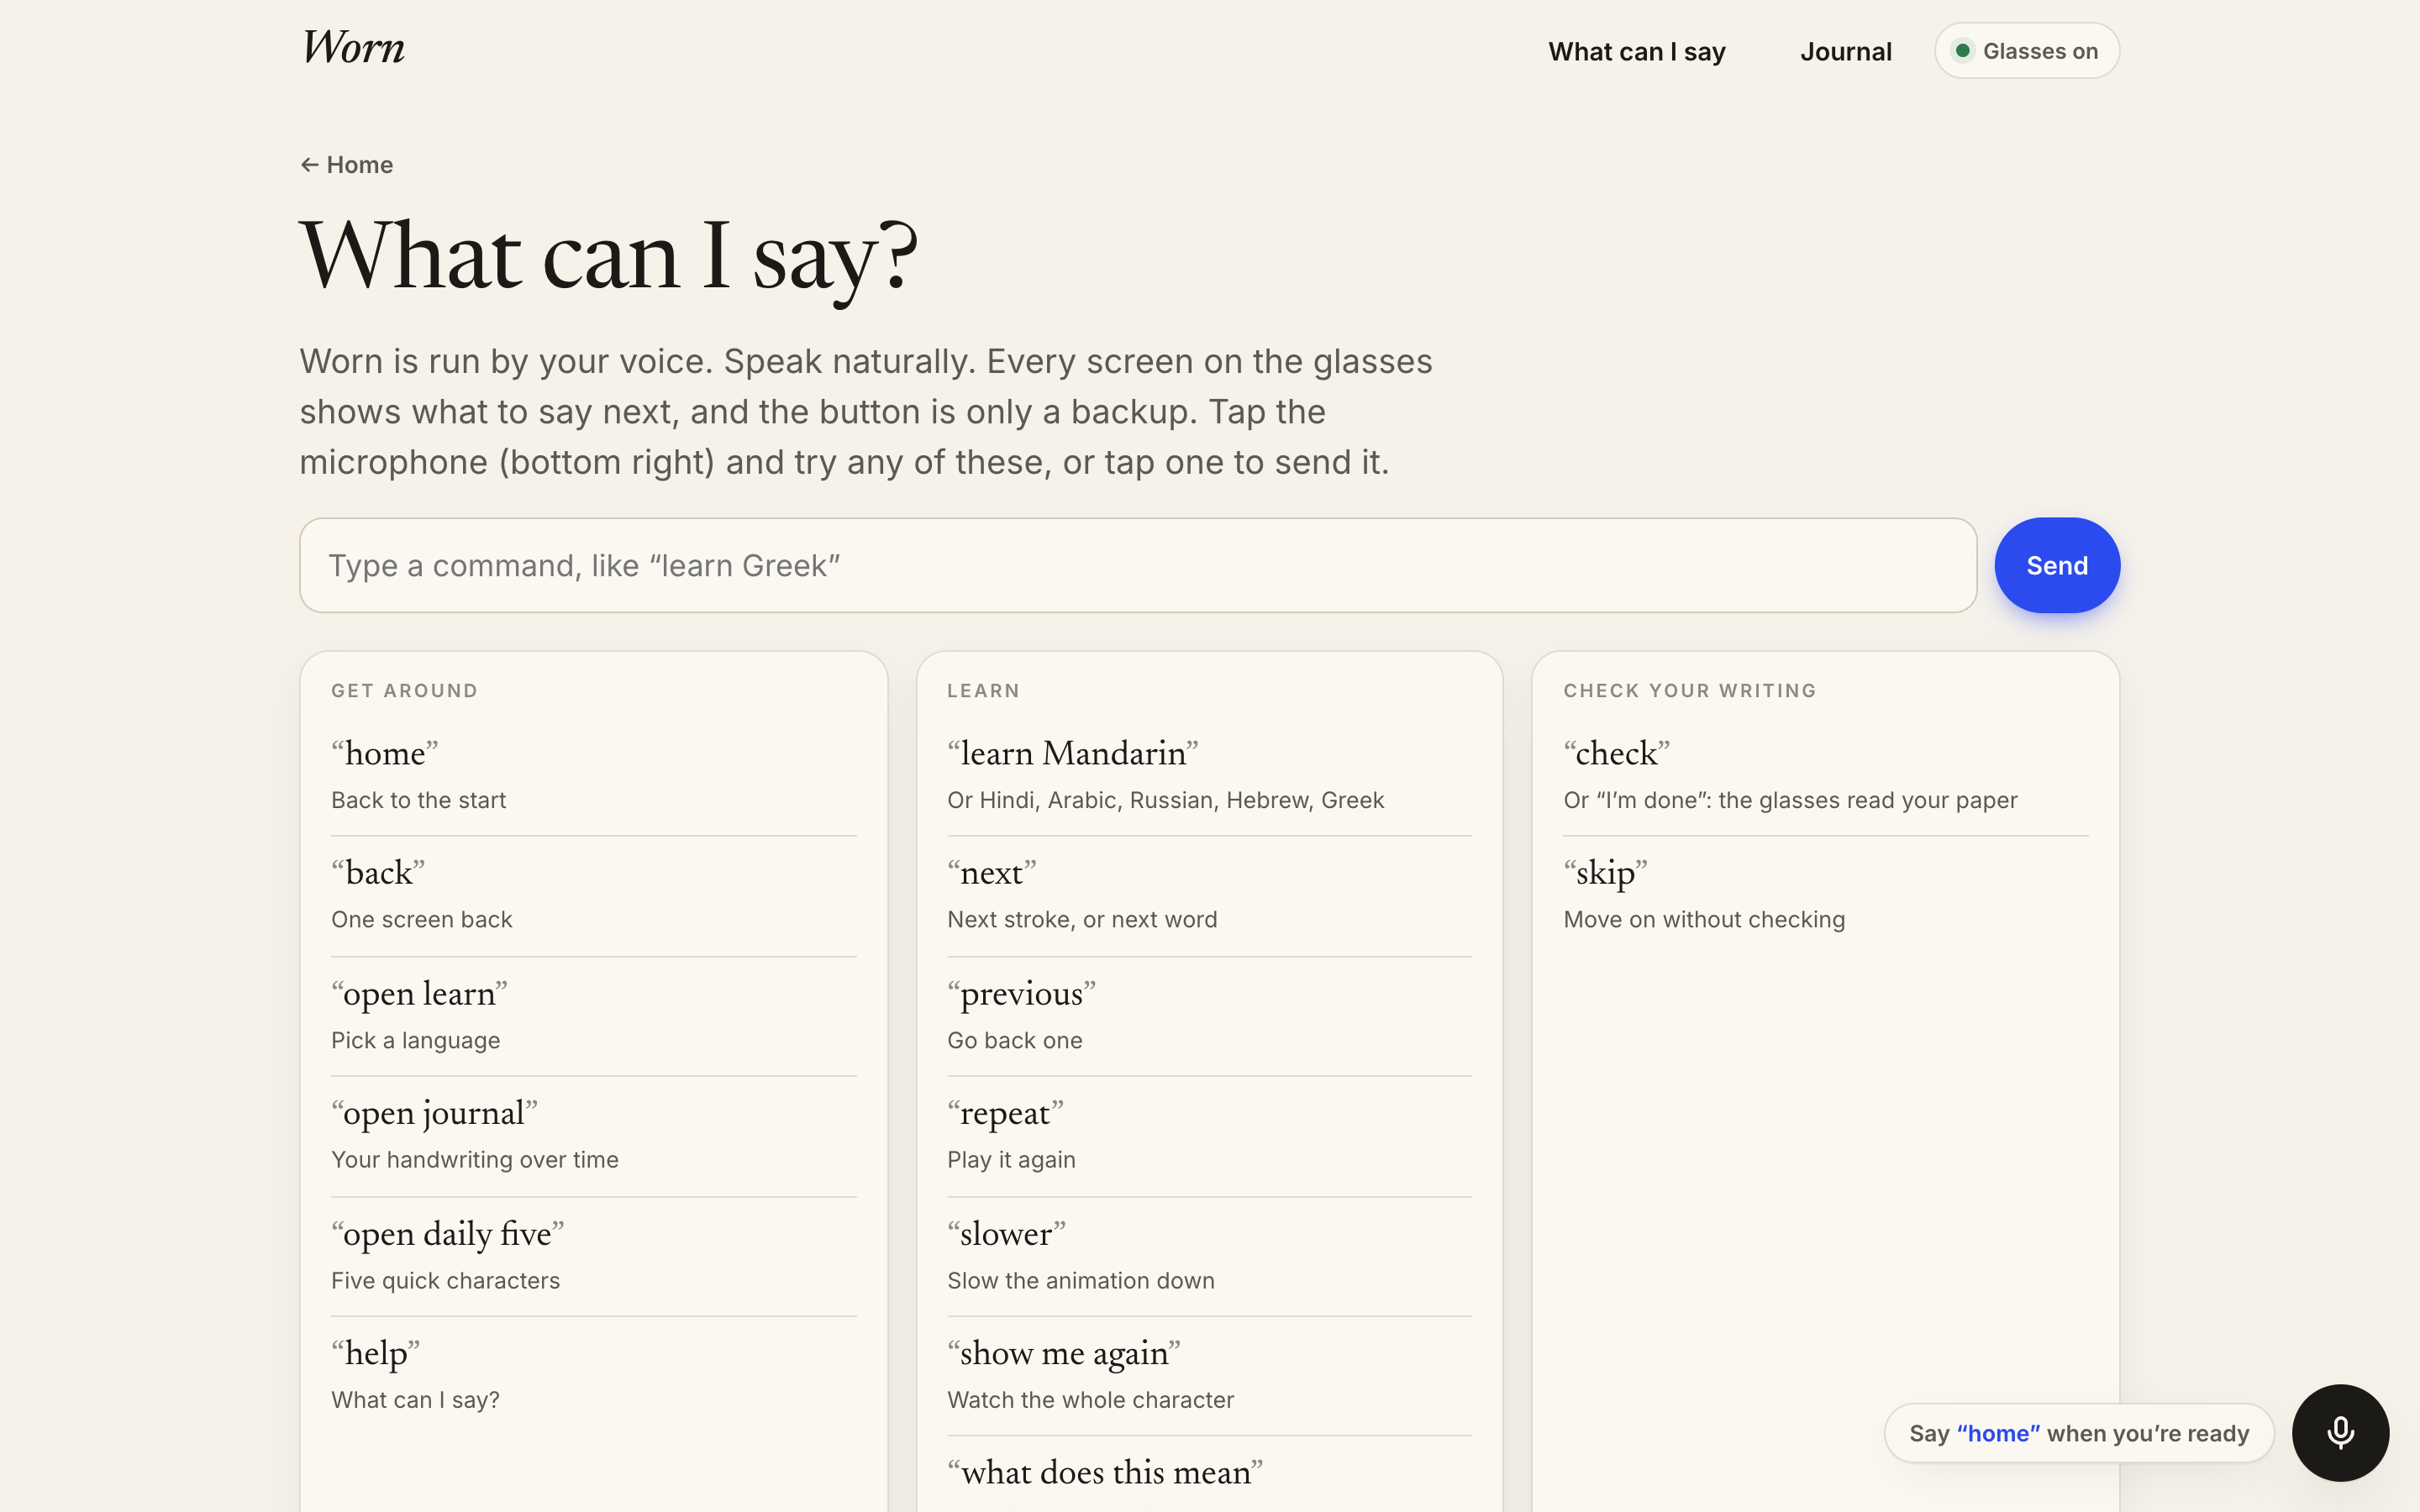 Worn
What can I say
Journal
Glasses on
← Home
What can I say?
Worn is run by your voice. Speak naturally. Every screen on the glasses
shows what to say next, and the button is only a backup. Tap the
microphone (bottom right) and try any of these, or tap one to send it.
Type a command, like “learn Greek”
Send
GET AROUND
“home”
Back to the start
“back”
One screen back
“open learn”
Pick a language
“open journal”
Your handwriting over time
“open daily five”
Five quick characters
“help”
What can I say?
LEARN
“learn Mandarin”
Or Hindi, Arabic, Russian, Hebrew, Greek
“next”
Next stroke, or next word
“previous”
Go back one
“repeat”
Play it again
“slower”
Slow the animation down
“show me again”
Watch the whole character
“what does this mean”
CHECK YOUR WRITING
“check”
Or “I’m done”: the glasses read your paper
“skip”
Move on without checking
Say “home” when you’re ready